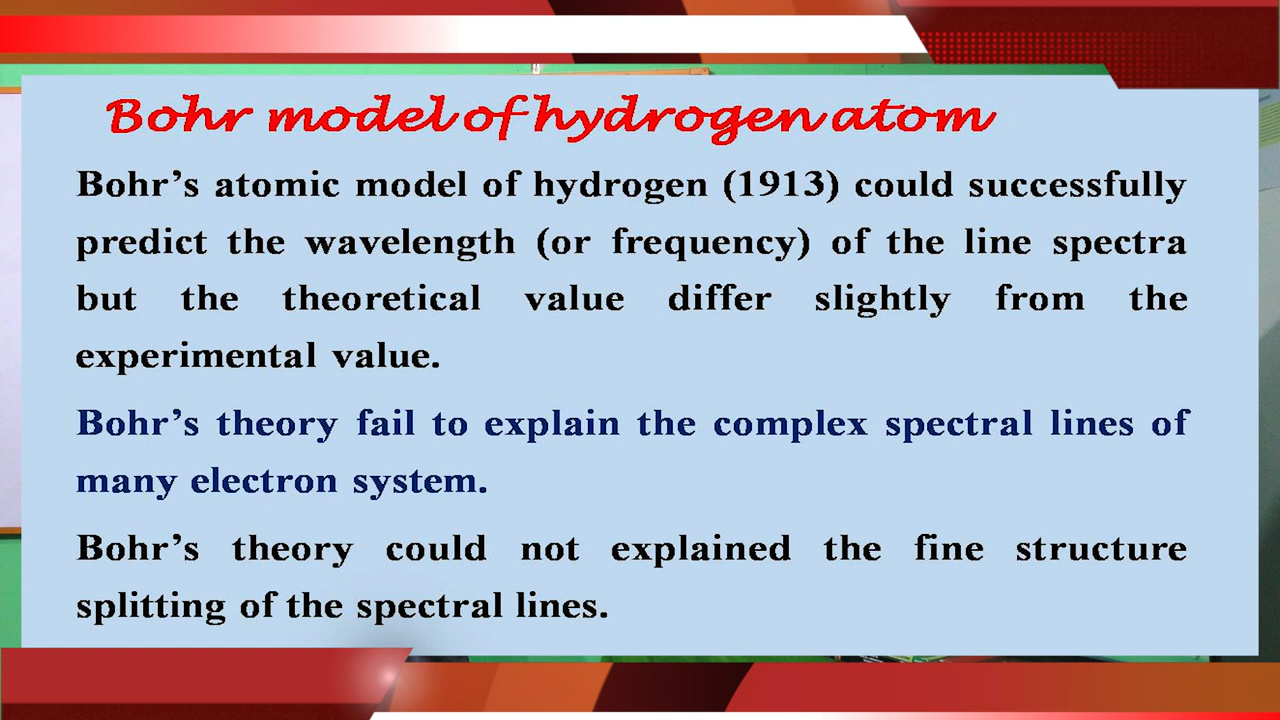 Bohr model of hydrogen atom
Bohr’s atomic model of hydrogen (1913) could successfully
predict the wavelength (or frequency) of the line spectra
but the theoretical value differ slightly from the
experimental value.
Bohr’s theory fail to explain the complex spectral lines of
many electron system.
Bohr’s theory could not explained the fine structure
splitting of the spectral lines.